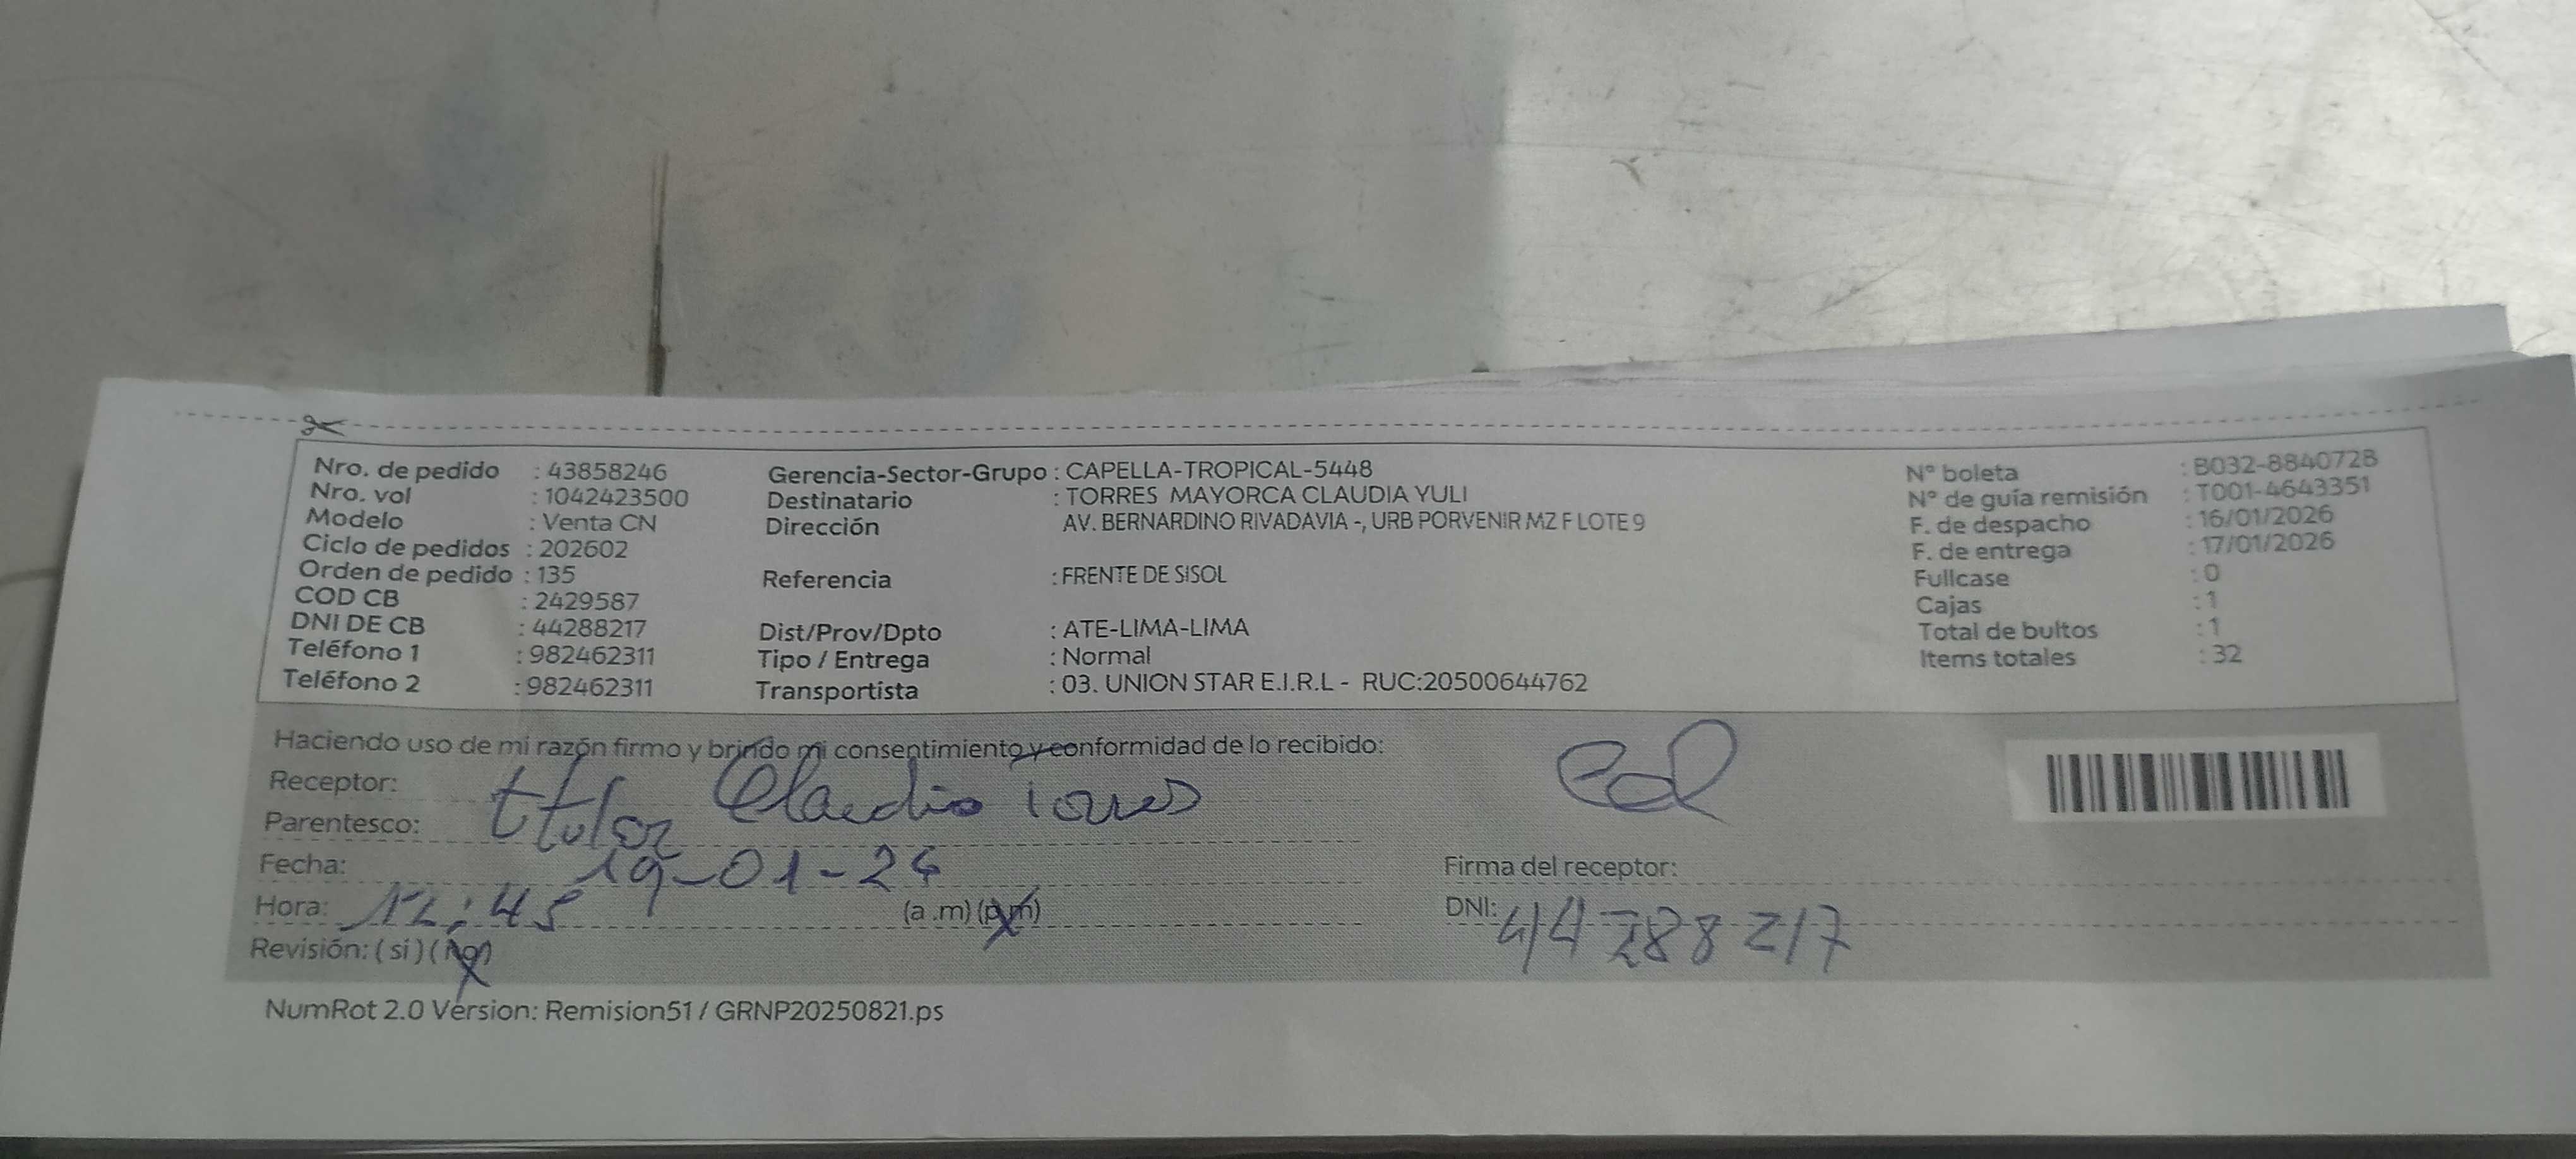 Nro. de pedido : 43858246 Gerencia-Sector-Grupo : CAPELLA-TROPICAL-5448 N° boleta : B032-8840728
Nro. vol : 1042423500 Destinatario : TORRES MAYORCA CLAUDIA YULI N° de guía remisión : T001-4643351
Modelo : Venta CN Dirección AV. BERNARDINO RIVADAVIA -, URB PORVENIR MZ F LOTE 9 F. de despacho : 16/01/2026
Ciclo de pedidos : 202602 F. de entrega : 17/01/2026
Orden de pedido : 135 Referencia : FRENTE DE SISOL Fullcase : 0
COD CB : 2429587 Cajas : 1
DNI DE CB : 44288217 Dist/Prov/Dpto : ATE-LIMA-LIMA Total de bultos : 1
Teléfono 1 : 982462311 Tipo / Entrega : Normal Items totales : 32
Teléfono 2 : 982462311 Transportista : 03. UNION STAR E.I.R.L - RUC:20500644762
Haciendo uso de mi razón firmo y brindo mi consentimiento y conformidad de lo recibido:
Receptor: Claudia Torres
Parentesco: titular
Fecha: 19-01-26 Firma del receptor:
Hora: 12:45 (a .m) (p.m) DNI: 44288217
Revisión: ( si ) ( no )
NumRot 2.0 Version: Remision51 / GRNP20250821.ps